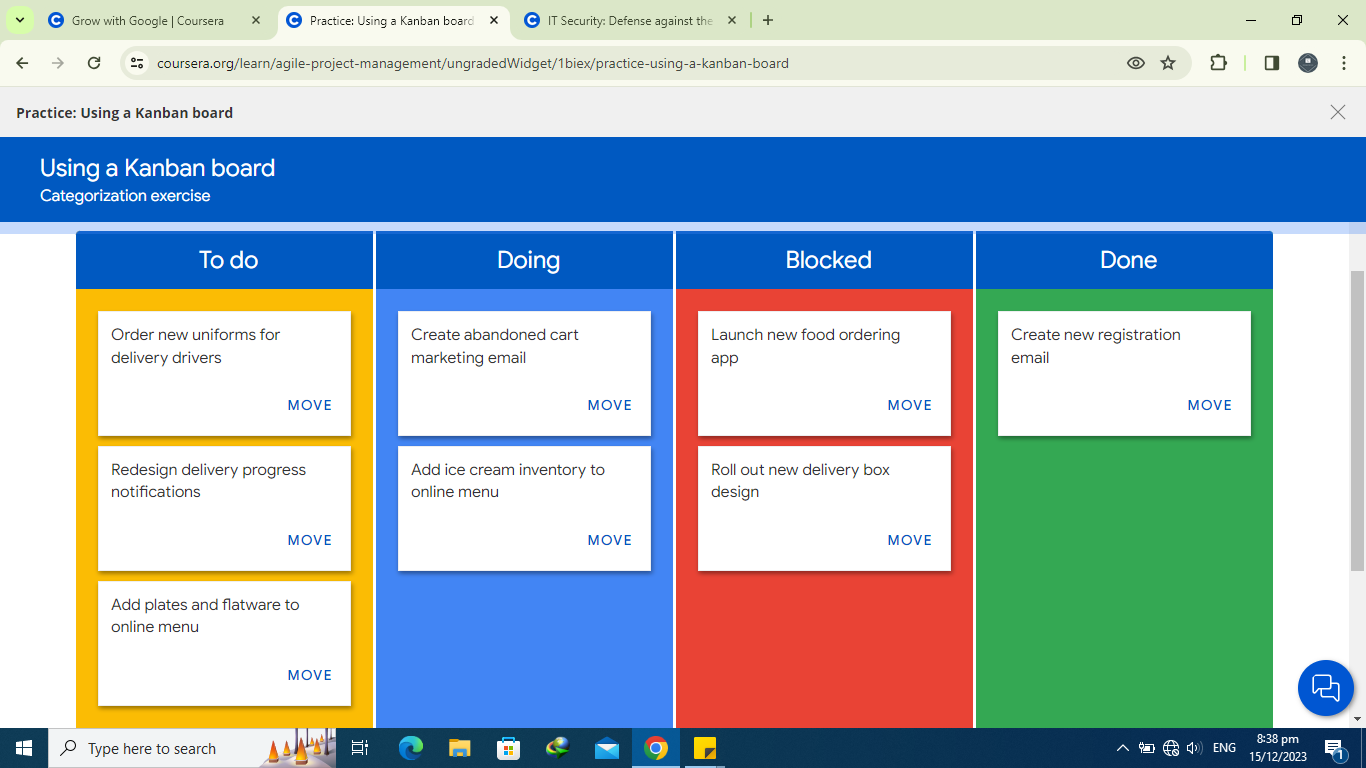 Grow with Google | Coursera
Practice: Using a Kanban board
IT Security: Defense against the
coursera.org/learn/agile-project-management/ungradedWidget/1biex/practice-using-a-kanban-board
Practice: Using a Kanban board
Using a Kanban board
Categorization exercise
To do
Order new uniforms for
delivery drivers
MOVE
Redesign delivery progress
notifications
MOVE
Add plates and flatware to
online menu
MOVE
Doing
Create abandoned cart
marketing email
MOVE
Add ice cream inventory to
online menu
MOVE
Blocked
Launch new food ordering
app
MOVE
Roll out new delivery box
design
MOVE
Done
Create new registration
email
MOVE
Type here to search
ENG
8:38 pm
15/12/2023
1